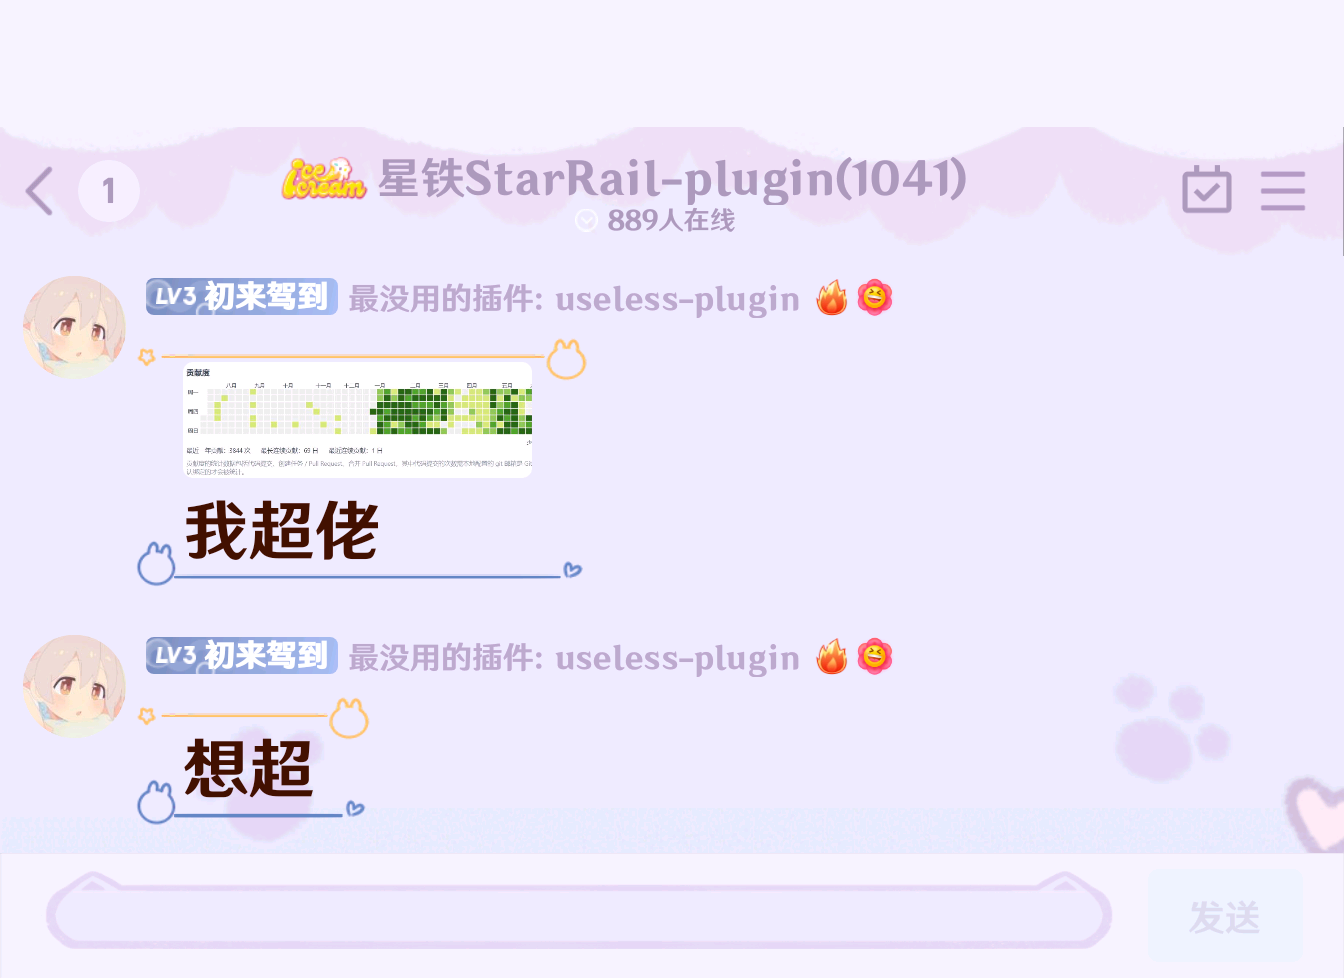 1
ice cream
星铁StarRail-plugin(1041)
889人在线
LV3 初来驾到 最没用的插件: useless-plugin
贡献度
八月 九月 十月 十一月 十二月 一月 二月 三月 四月 五月
周一
周四
周日
最近一年贡献：3844 次 最长连续贡献：69 日 最近连续贡献：1 日
我超佬
LV3 初来驾到 最没用的插件: useless-plugin
想超
发送